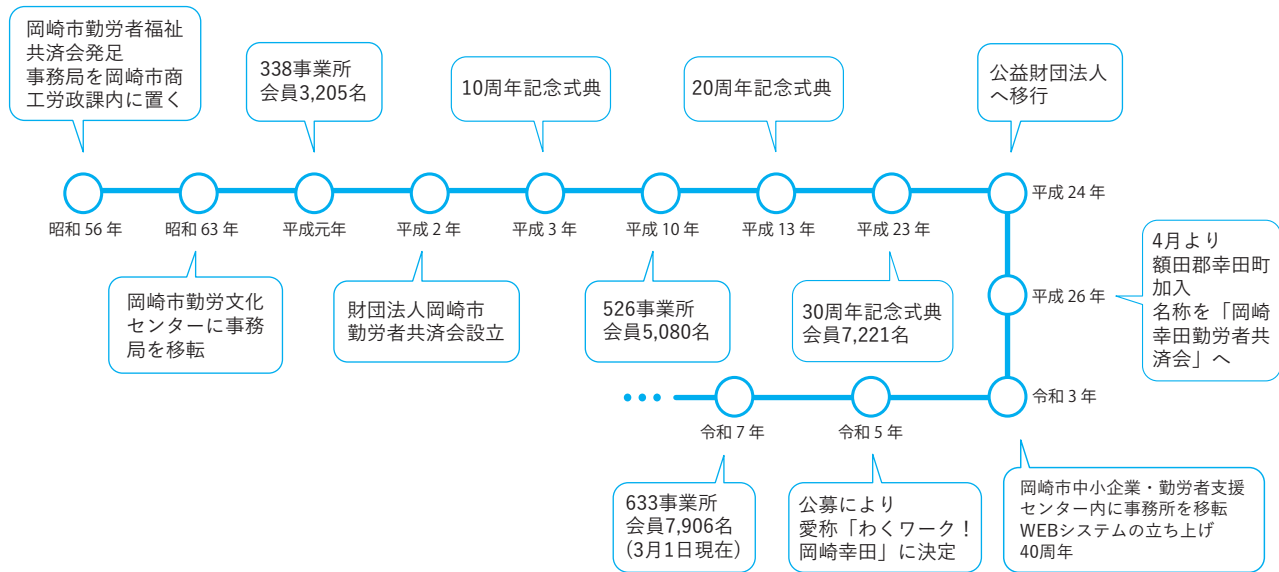 岡崎市勤労者福祉
共済会発足
事務局を岡崎市商
工労政課内に置く
338事業所
会員3,205名
10周年記念式典
20周年記念式典
公益財団法人
へ移行
昭和 56 年
昭和 63 年
平成元年
平成 2 年
平成 3 年
平成 10 年
平成 13 年
平成 23 年
平成 24 年
岡崎市勤労文化
センターに事務
局を移転
財団法人岡崎市
勤労者共済会設立
526事業所
会員5,080名
30周年記念式典
会員7,221名
平成 26 年
4月より
額田郡幸田町
加入
名称を「岡崎
幸田勤労者共
済会」へ
令和 3 年
令和 5 年
令和 7 年
岡崎市中小企業・勤労者支援
センター内に事務所を移転
WEBシステムの立ち上げ
40周年
公募により
愛称「わくワーク！
岡崎幸田」に決定
633事業所
会員7,906名
(3月1日現在)